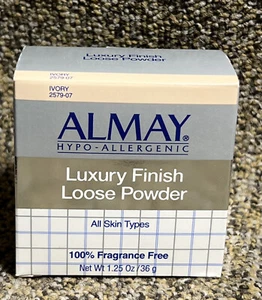 Luxury Finish
Loose Powder
IVORY
2579-07
IVORY
2579-07
ALMAY®
HYPO-ALLERGENIC
Luxury Finish
Loose Powder
All Skin Types
100% Fragrance Free
Net Wt 1.25 Oz/36 g